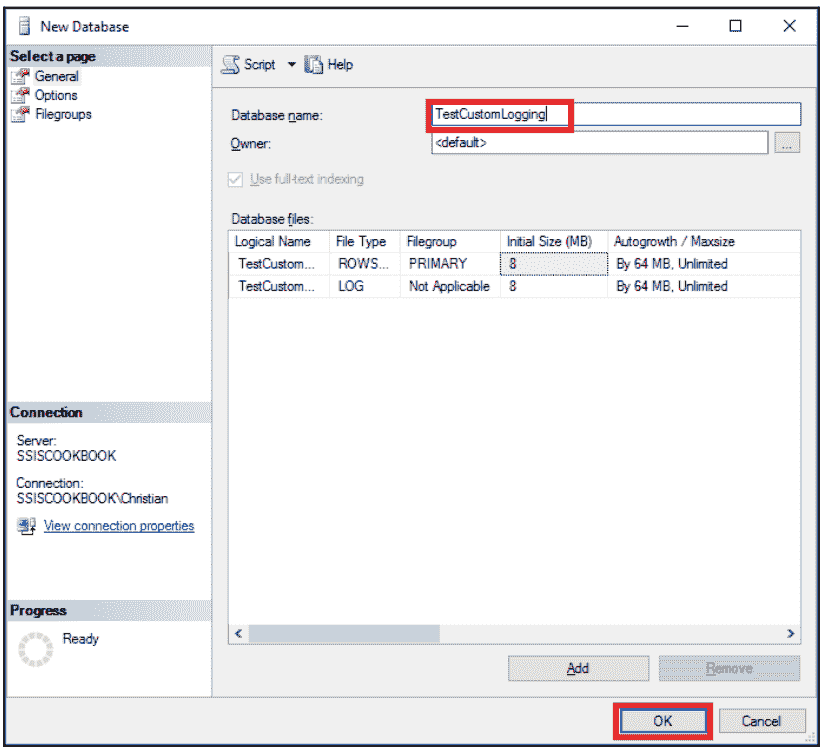 New Database
Select a page
General
Options
Filegroups
Script
Help
Database name:
TestCustomLogging
Owner:
<default>
...
Use full-text indexing
Database files:
Logical Name File Type Filegroup Initial Size (MB) Autogrowth / Maxsize
TestCustom... ROWS... PRIMARY 8 By 64 MB, Unlimited
TestCustom... LOG Not Applicable 8 By 64 MB, Unlimited
Connection
Server:
SSISCOOKBOOK
Connection:
SSISCOOKBOOK\Christian
View connection properties
Progress
Ready
Add
Remove
OK
Cancel